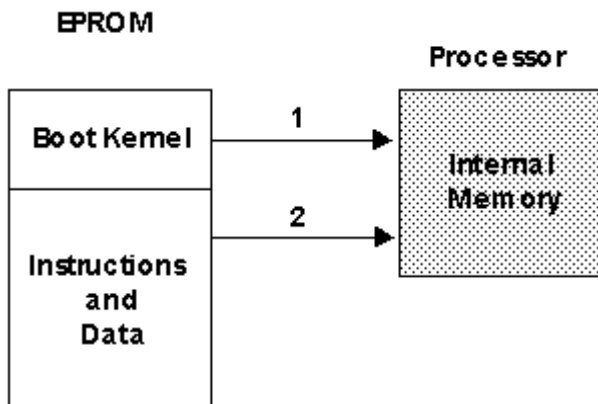 EPROM
Processor
Boot Kernel
1
Internal
Memory
2
Instructions
and
Data